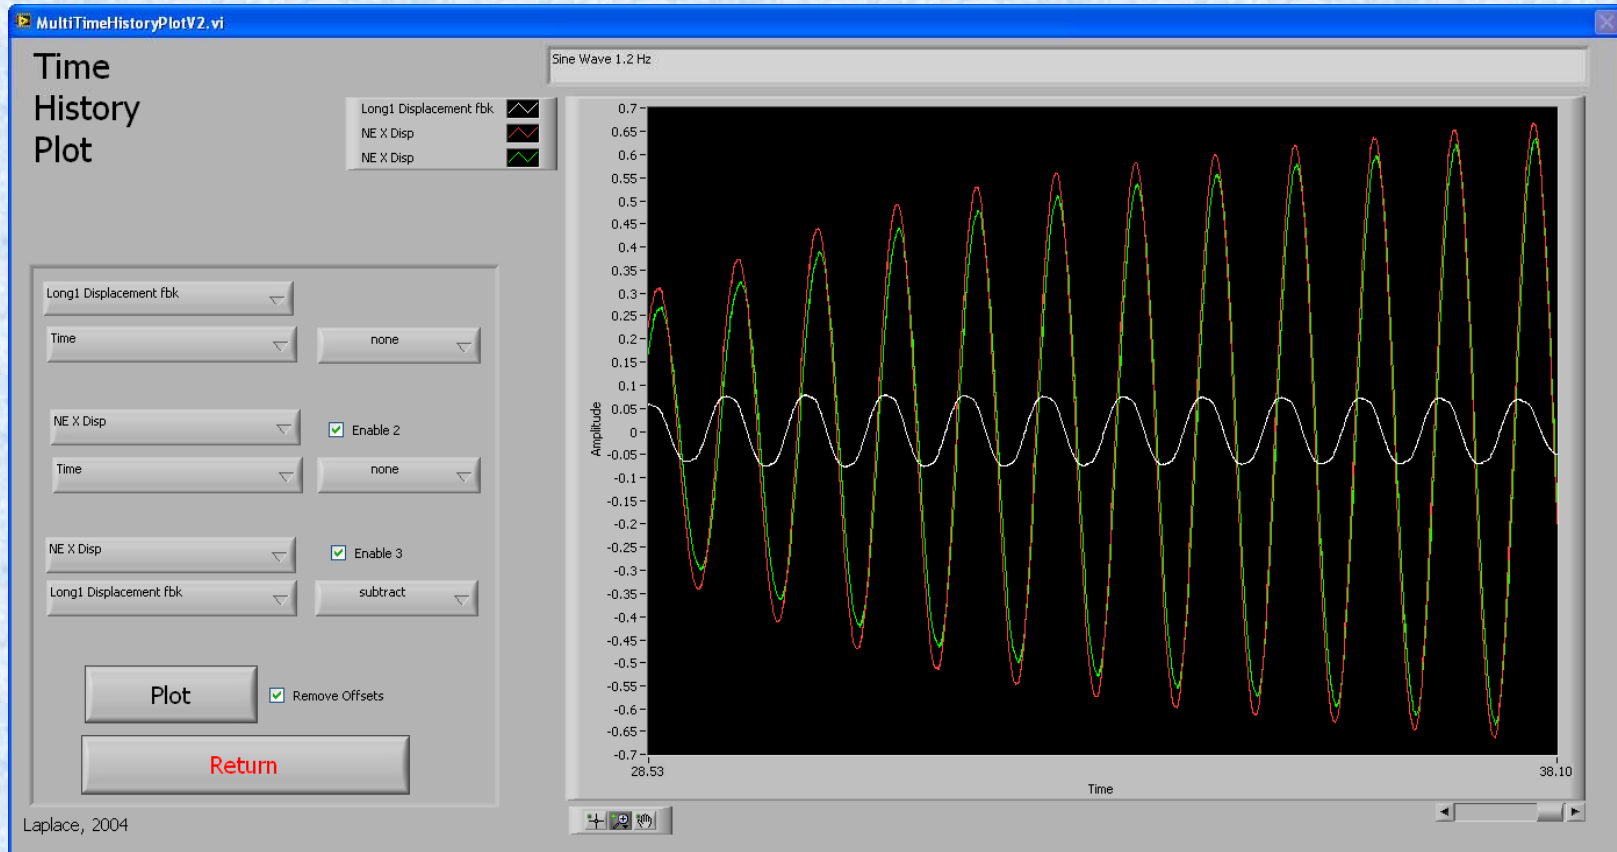 MultiTimeHistoryPlotV2.vi
Time
History
Plot
Sine Wave 1.2 Hz
Long1 Displacement fbk
NE X Disp
NE X Disp
Long1 Displacement fbk
Time
none
NE X Disp
Enable 2
Time
none
NE X Disp
Enable 3
Long1 Displacement fbk
subtract
Plot
Remove Offsets
Return
Laplace, 2004
Amplitude
0.7
0.65
0.6
0.55
0.5
0.45
0.4
0.35
0.3
0.25
0.2
0.15
0.1
0.05
0
-0.05
-0.1
-0.15
-0.2
-0.25
-0.3
-0.35
-0.4
-0.45
-0.5
-0.55
-0.6
-0.65
-0.7
28.53
38.10
Time